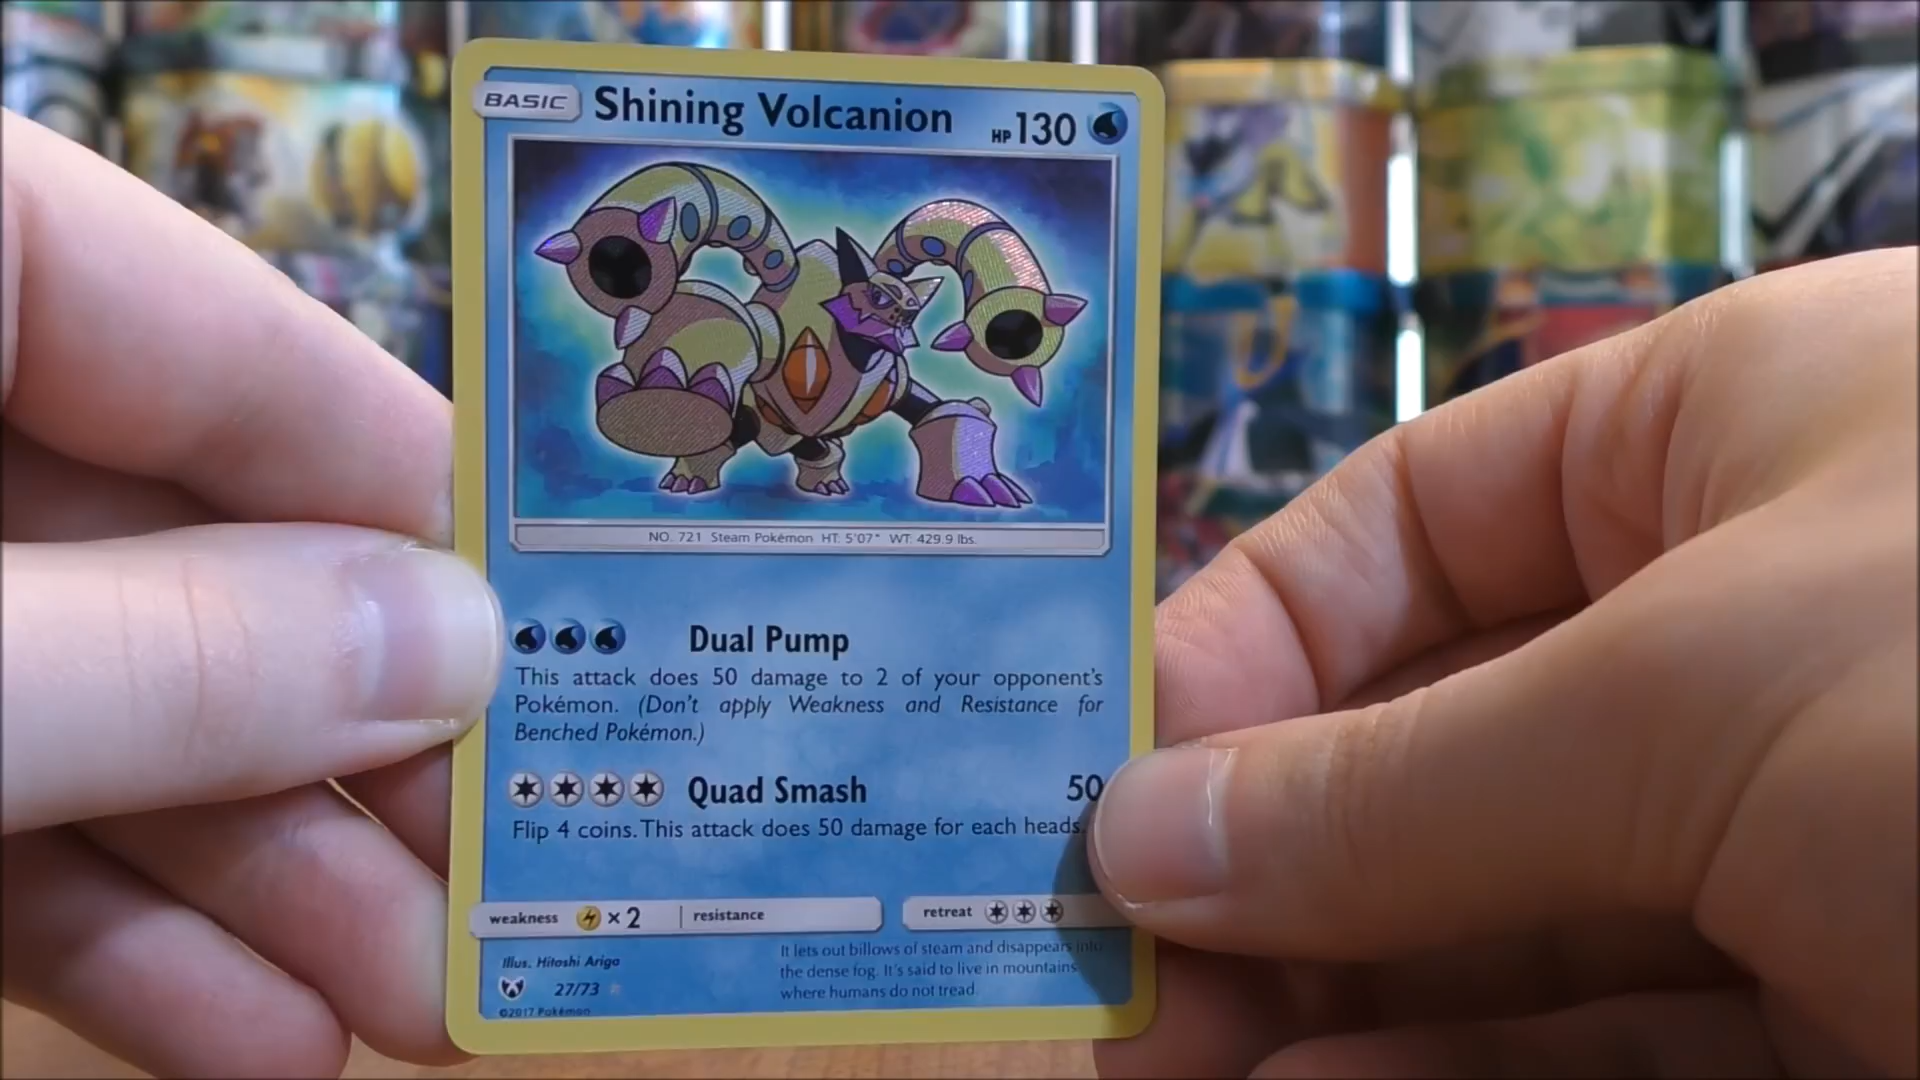 BASIC Shining Volcanion HP 130
NO. 721 Steam Pokémon HT: 5'07" WT: 429.9 lbs.
Dual Pump
This attack does 50 damage to 2 of your opponent's
Pokémon. (Don't apply Weakness and Resistance for
Benched Pokémon.)
Quad Smash 50
Flip 4 coins. This attack does 50 damage for each heads.
weakness ×2 resistance retreat
Illus. Hitoshi Ariga
27/73
©2017 Pokémon
It lets out billows of steam and disappears into
the dense fog. It's said to live in mountains
where humans do not tread.